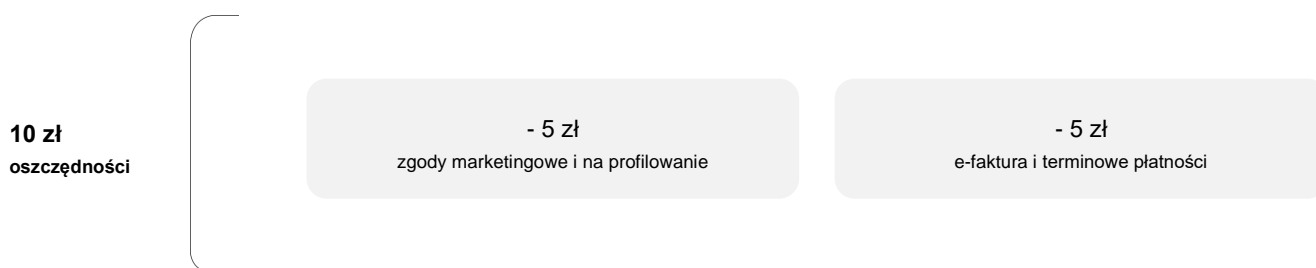 10 zł
oszczędności
- 5 zł
zgody marketingowe i na profilowanie
- 5 zł
e-faktura i terminowe płatności